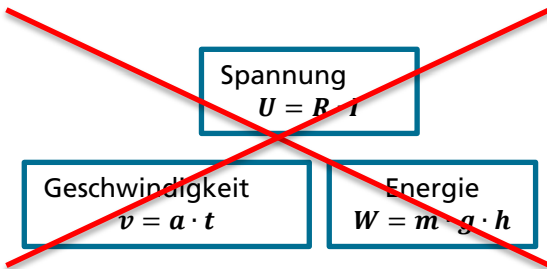 Spannung
U = R · I
Geschwindigkeit
v = a · t
Energie
W = m · g · h